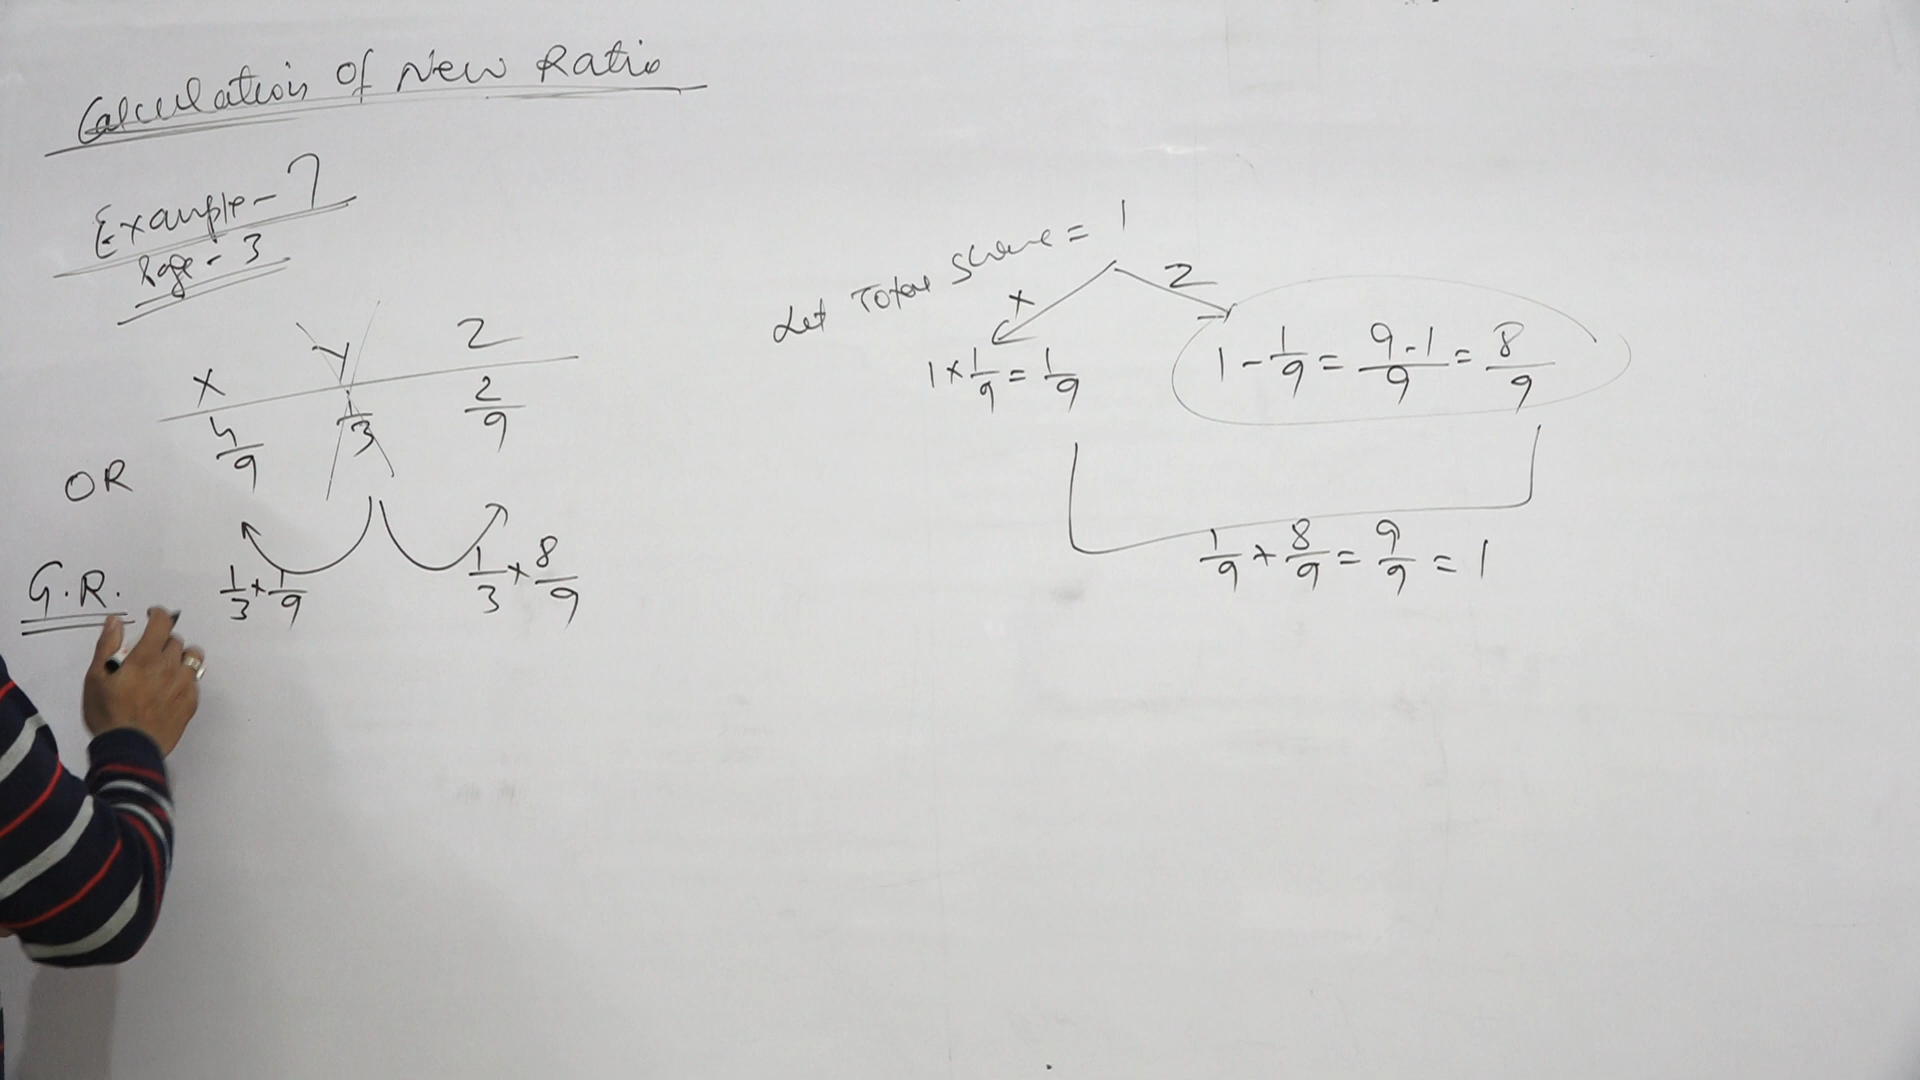 Calculation of New Ratio
Example - 7
Page - 3
X Y Z
4/9 1/3 2/9
OR
G.R. 1/3 × 1/9 1/3 × 8/9
Let Total Share = 1
X Z
1 × 1/9 = 1/9 1 - 1/9 = 9-1/9 = 8/9
1/9 + 8/9 = 9/9 = 1